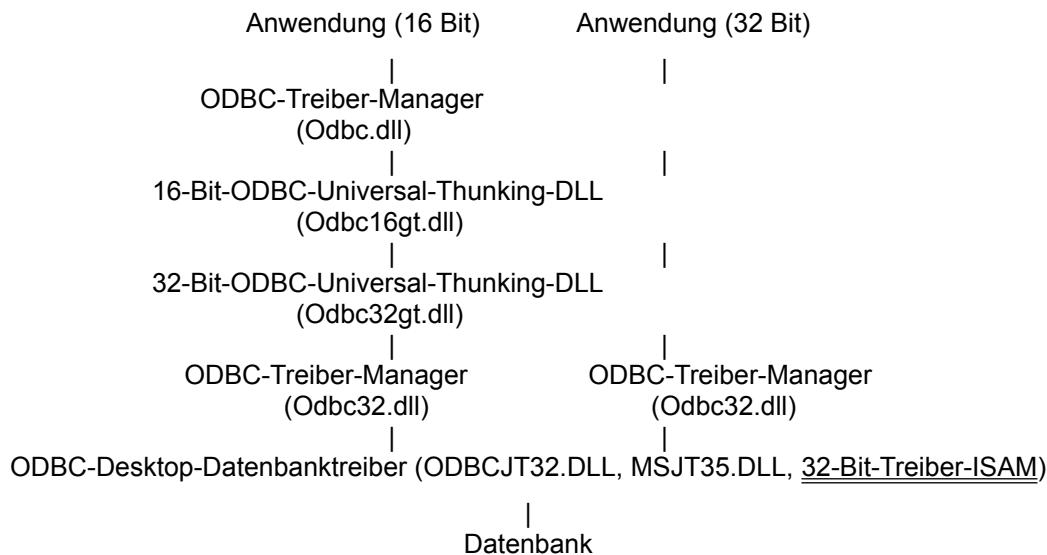 Anwendung (16 Bit) Anwendung (32 Bit)
| |
ODBC-Treiber-Manager
(Odbc.dll)
| |
16-Bit-ODBC-Universal-Thunking-DLL
(Odbc16gt.dll)
| |
32-Bit-ODBC-Universal-Thunking-DLL
(Odbc32gt.dll)
| |
ODBC-Treiber-Manager ODBC-Treiber-Manager
(Odbc32.dll) (Odbc32.dll)
| |
ODBC-Desktop-Datenbanktreiber (ODBCJT32.DLL, MSJT35.DLL, 32-Bit-Treiber-ISAM)
|
Datenbank